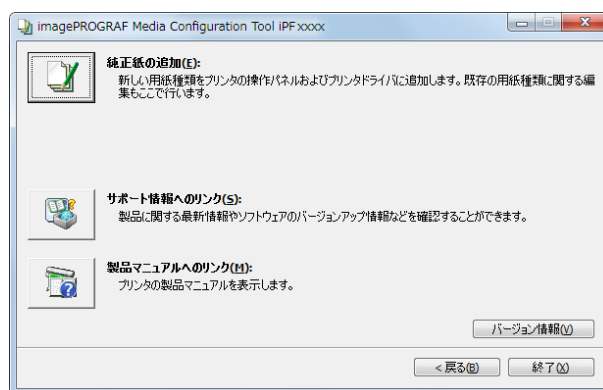 imagePROGRAF Media Configuration Tool iPFxxxx
純正紙の追加(E):
新しい用紙種類をプリンタの操作パネルおよびプリンタドライバに追加します。既存の用紙種類に関する編
集もここで行います。
サポート情報へのリンク(S):
製品に関する最新情報やソフトウェアのバージョンアップ情報などを確認することができます。
製品マニュアルへのリンク(M):
プリンタの製品マニュアルを表示します。
バージョン情報(V)
< 戻る(B)
終了(X)